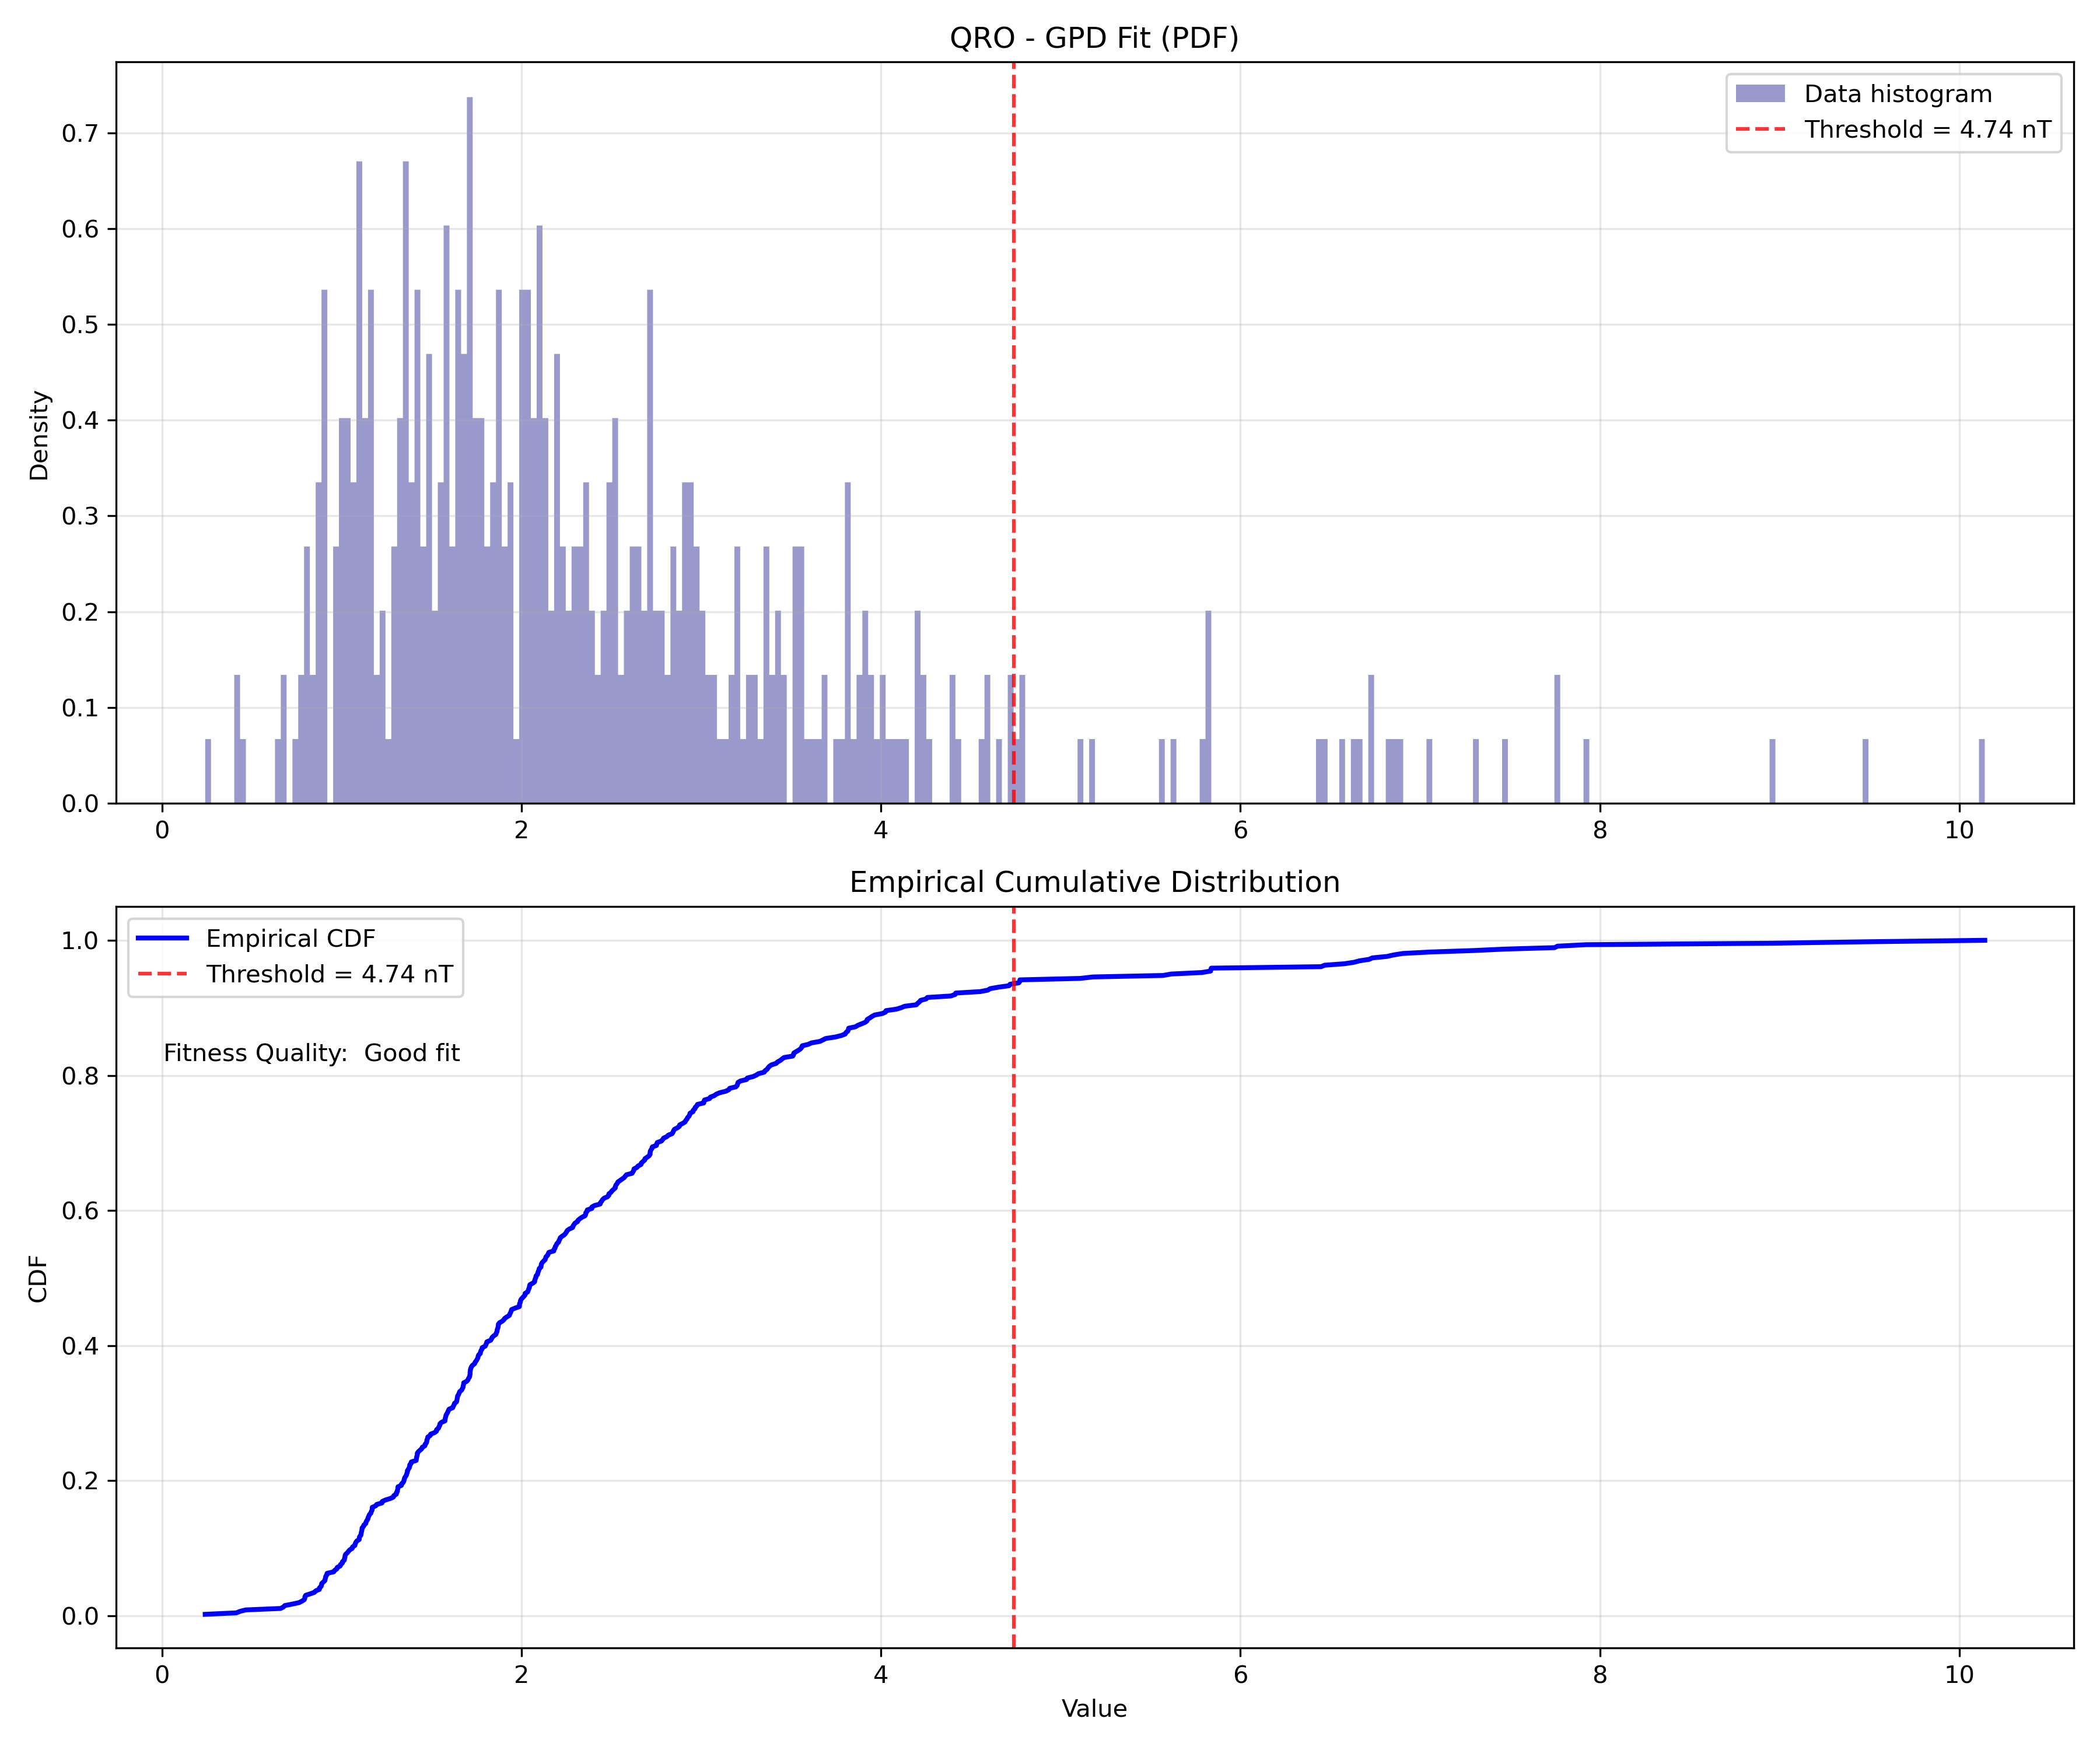 QRO - GPD Fit (PDF)
Data histogram
Threshold = 4.74 nT
Density
0.7
0.6
0.5
0.4
0.3
0.2
0.1
0.0
0 2 4 6 8 10
Empirical Cumulative Distribution
Empirical CDF
Threshold = 4.74 nT
Fitness Quality:  Good fit
CDF
1.0
0.8
0.6
0.4
0.2
0.0
0 2 4 6 8 10
Value